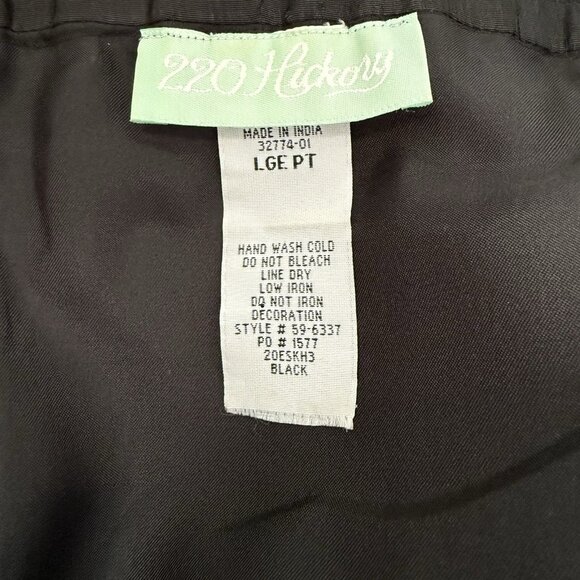 220 Hickory
MADE IN INDIA
32774-01
LGE PT
HAND WASH COLD
DO NOT BLEACH
LINE DRY
LOW IRON
DO NOT IRON
DECORATION
STYLE # 59-6337
PO # 1577
20ESKH3
BLACK